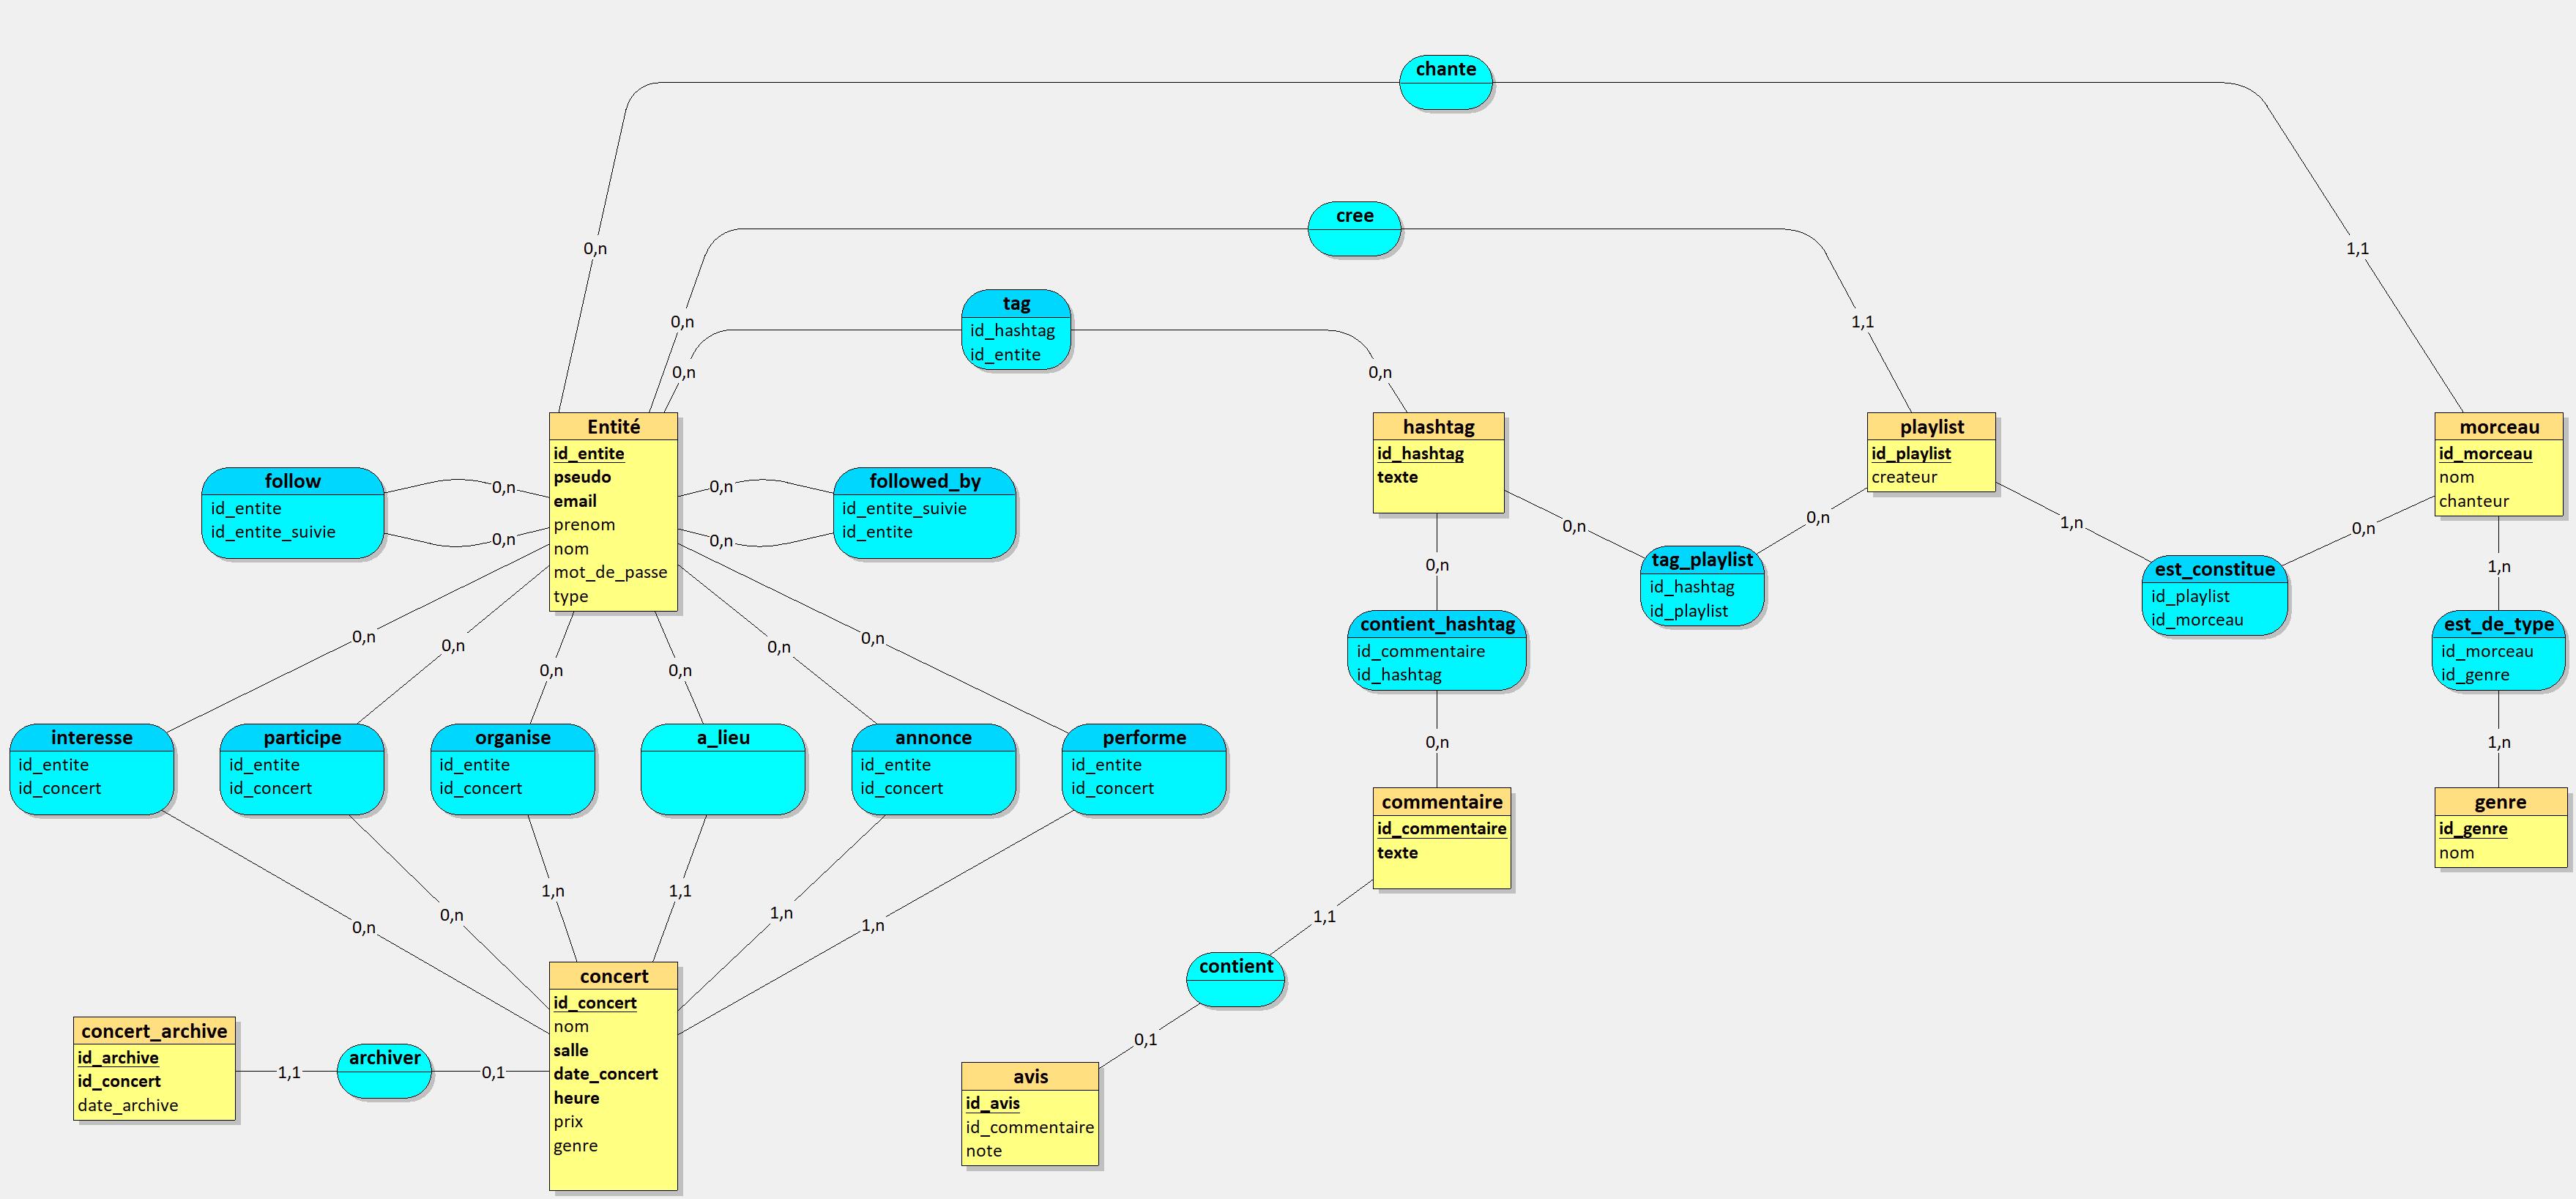 chante
0,n
1,1
cree
0,n
1,1
tag
id_hashtag
id_entite
0,n
0,n
Entité
id_entite
pseudo
email
prenom
nom
mot_de_passe
type
follow
id_entite
id_entite_suivie
0,n
0,n
followed_by
id_entite_suivie
id_entite
0,n
0,n
hashtag
id_hashtag
texte
playlist
id_playlist
createur
morceau
id_morceau
nom
chanteur
0,n
0,n
tag_playlist
id_hashtag
id_playlist
1,n
0,n
est_constitue
id_playlist
id_morceau
1,n
est_de_type
id_morceau
id_genre
1,n
genre
id_genre
nom
0,n
contient_hashtag
id_commentaire
id_hashtag
0,n
commentaire
id_commentaire
texte
1,1
contient
0,1
avis
id_avis
id_commentaire
note
0,n
0,n
0,n
0,n
0,n
0,n
interesse
id_entite
id_concert
participe
id_entite
id_concert
organise
id_entite
id_concert
a_lieu
annonce
id_entite
id_concert
performe
id_entite
id_concert
0,n
0,n
1,n
1,1
1,n
1,n
concert
id_concert
nom
salle
date_concert
heure
prix
genre
concert_archive
id_archive
id_concert
date_archive
1,1
archiver
0,1